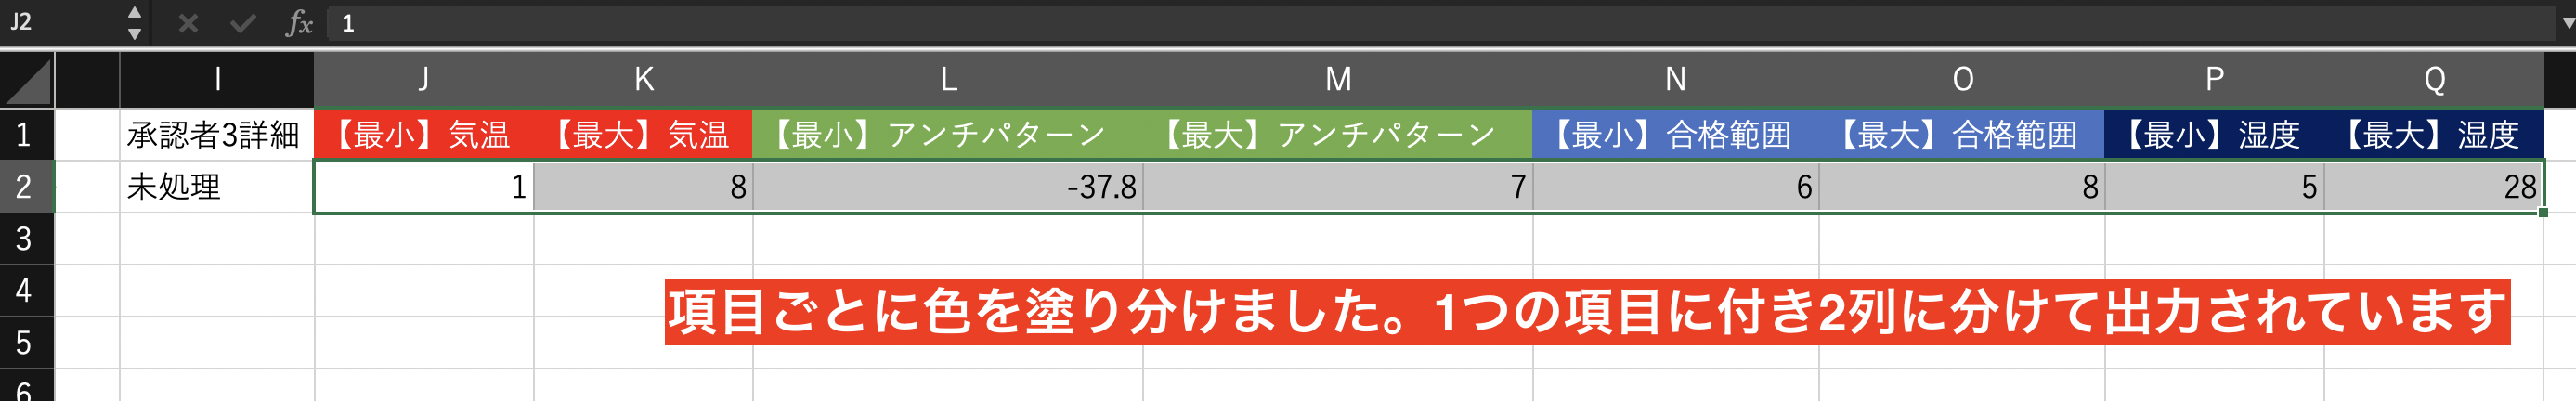 J2 fx 1
I J K L M N O P Q
1 承認者3詳細 【最小】気温 【最大】気温 【最小】アンチパターン 【最大】アンチパターン 【最小】合格範囲 【最大】合格範囲 【最小】湿度 【最大】湿度
2 未処理 1 8 -37.8 7 6 8 5 28
3
4
項目ごとに色を塗り分けました。1つの項目に付き2列に分けて出力されています
5
6